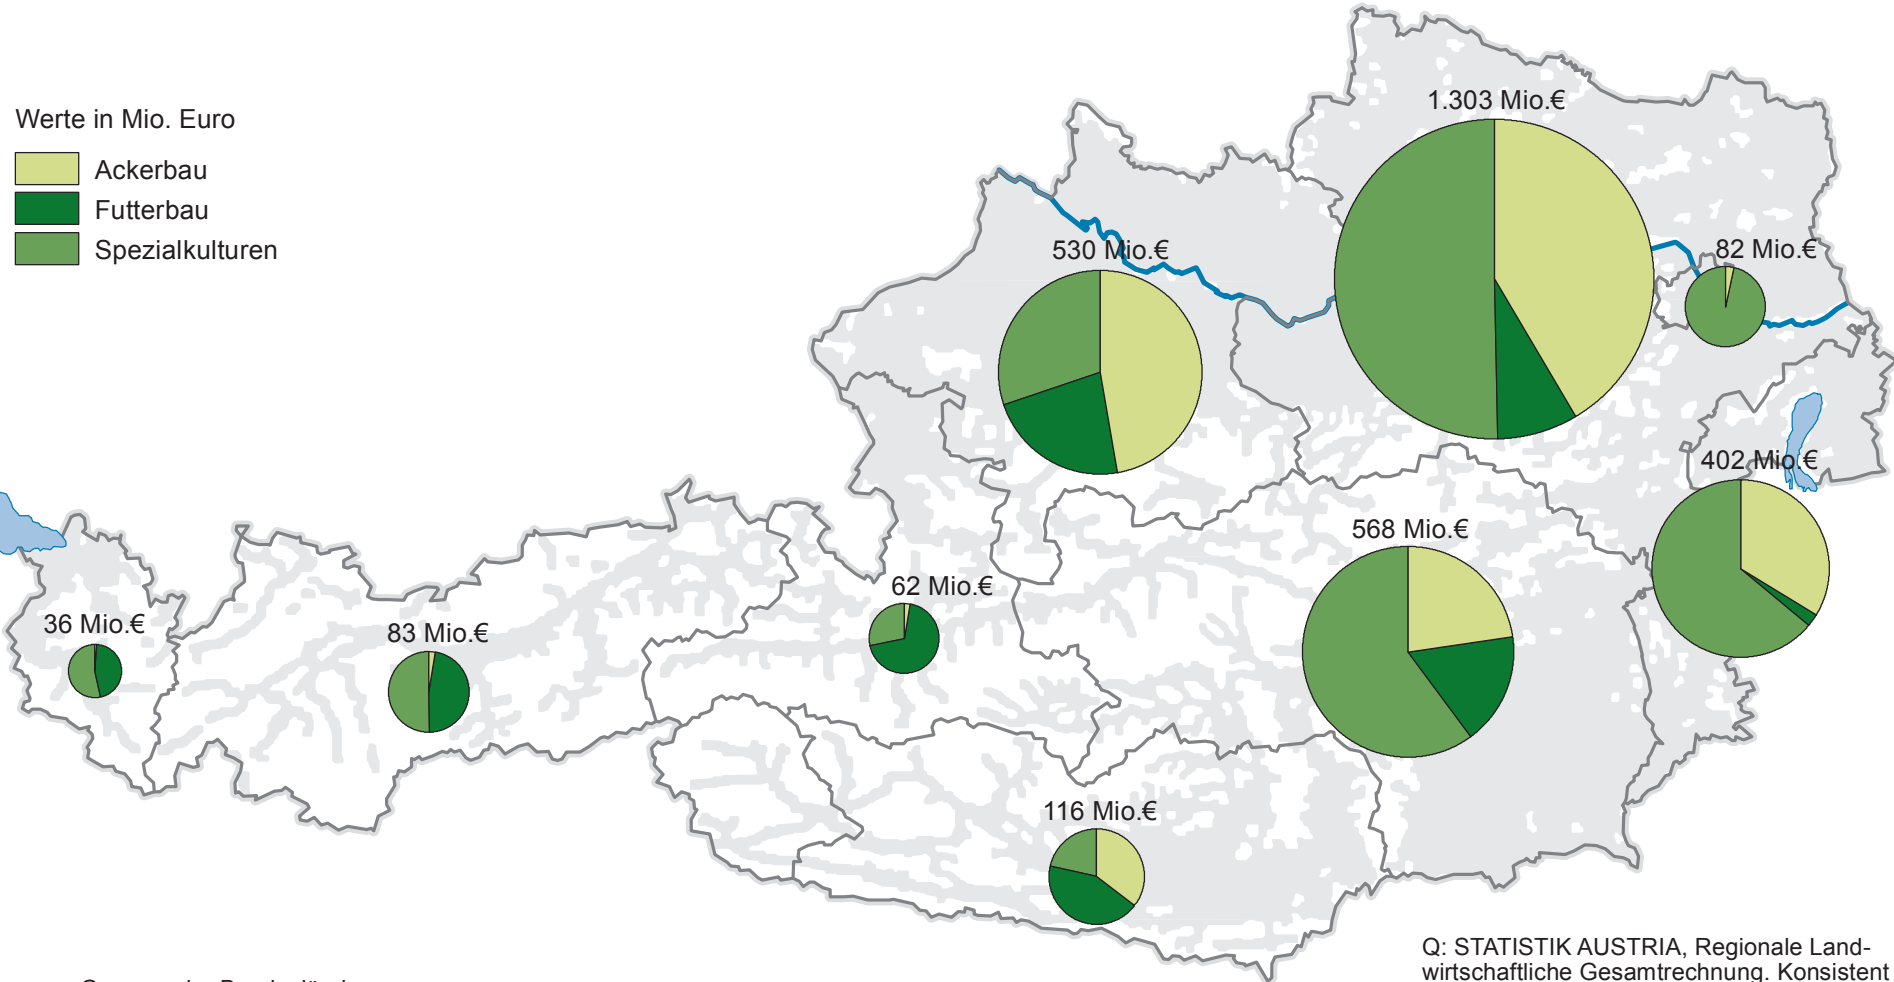 Werte in Mio. Euro
Ackerbau
Futterbau
Spezialkulturen
1.303 Mio.€
530 Mio.€
82 Mio.€
402 Mio.€
568 Mio.€
62 Mio.€
36 Mio.€
83 Mio.€
116 Mio.€
Q: STATISTIK AUSTRIA, Regionale Land-
wirtschaftliche Gesamtrechnung. Konsistent